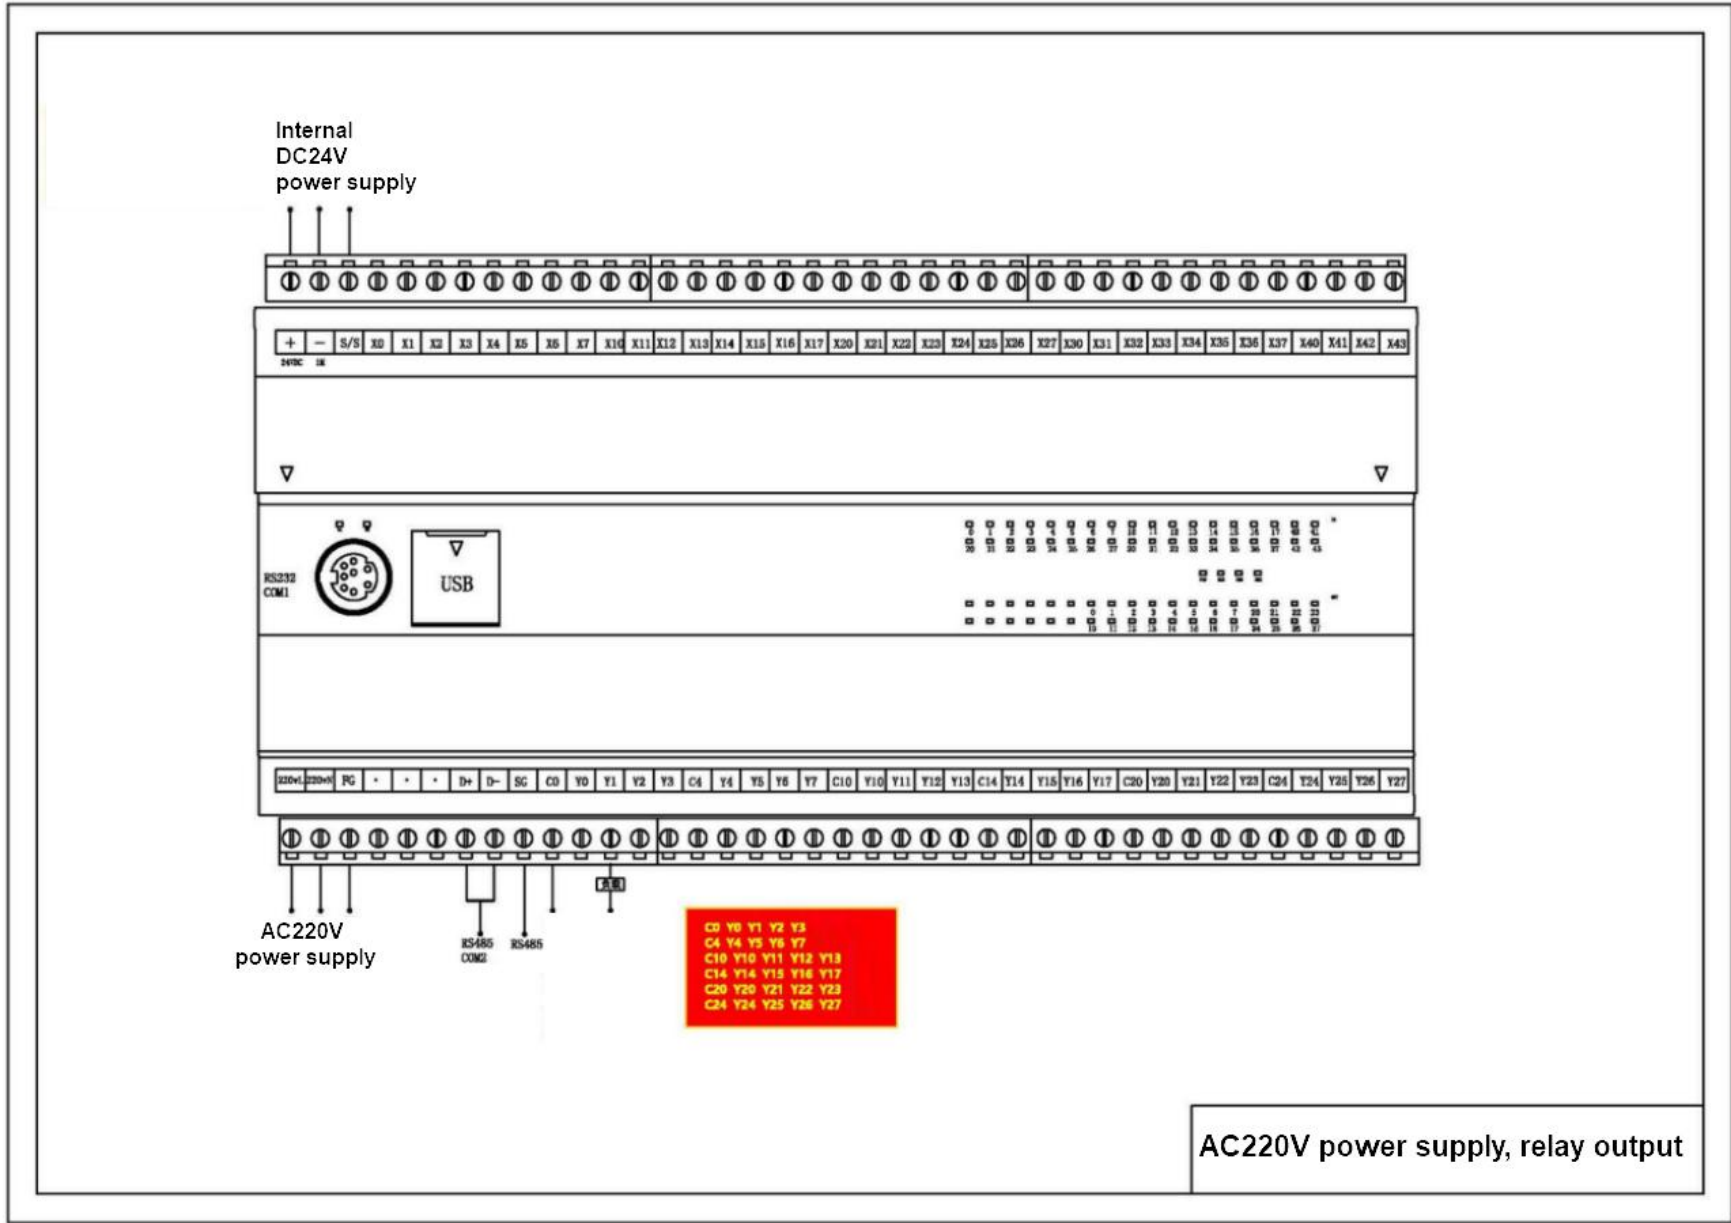 Internal
DC24V
power supply
+ − S/S X0 X1 X2 X3 X4 X5 X6 X7 X10 X11 X12 X13 X14 X15 X16 X17 X20 X21 X22 X23 X24 X25 X26 X27 X30 X31 X32 X33 X34 X35 X36 X37 X40 X41 X42 X43
24VDC
RS232
COM1
USB
220vL 220vN FG • • • D+ D- SG C0 Y0 Y1 Y2 Y3 C4 Y4 Y5 Y6 Y7 C10 Y10 Y11 Y12 Y13 C14 Y14 Y15 Y16 Y17 C20 Y20 Y21 Y22 Y23 C24 Y24 Y25 Y26 Y27
AC220V
power supply
RS485
COM2
RS485
C0 Y0 Y1 Y2 Y3
C4 Y4 Y5 Y6 Y7
C10 Y10 Y11 Y12 Y13
C14 Y14 Y15 Y16 Y17
C20 Y20 Y21 Y22 Y23
C24 Y24 Y25 Y26 Y27
AC220V power supply, relay output